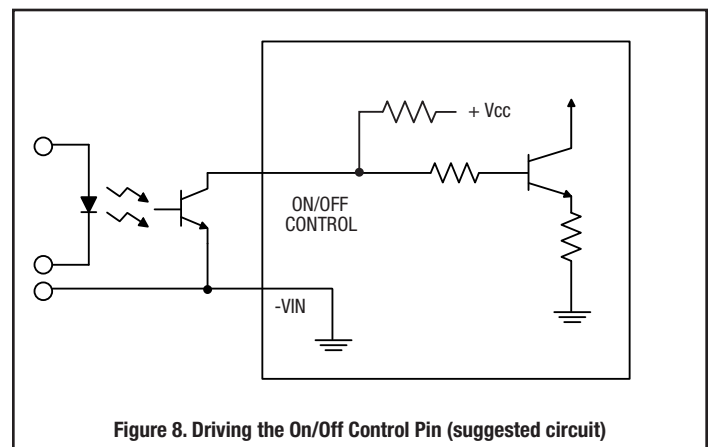 + Vcc
ON/OFF
CONTROL
-VIN
Figure 8. Driving the On/Off Control Pin (suggested circuit)